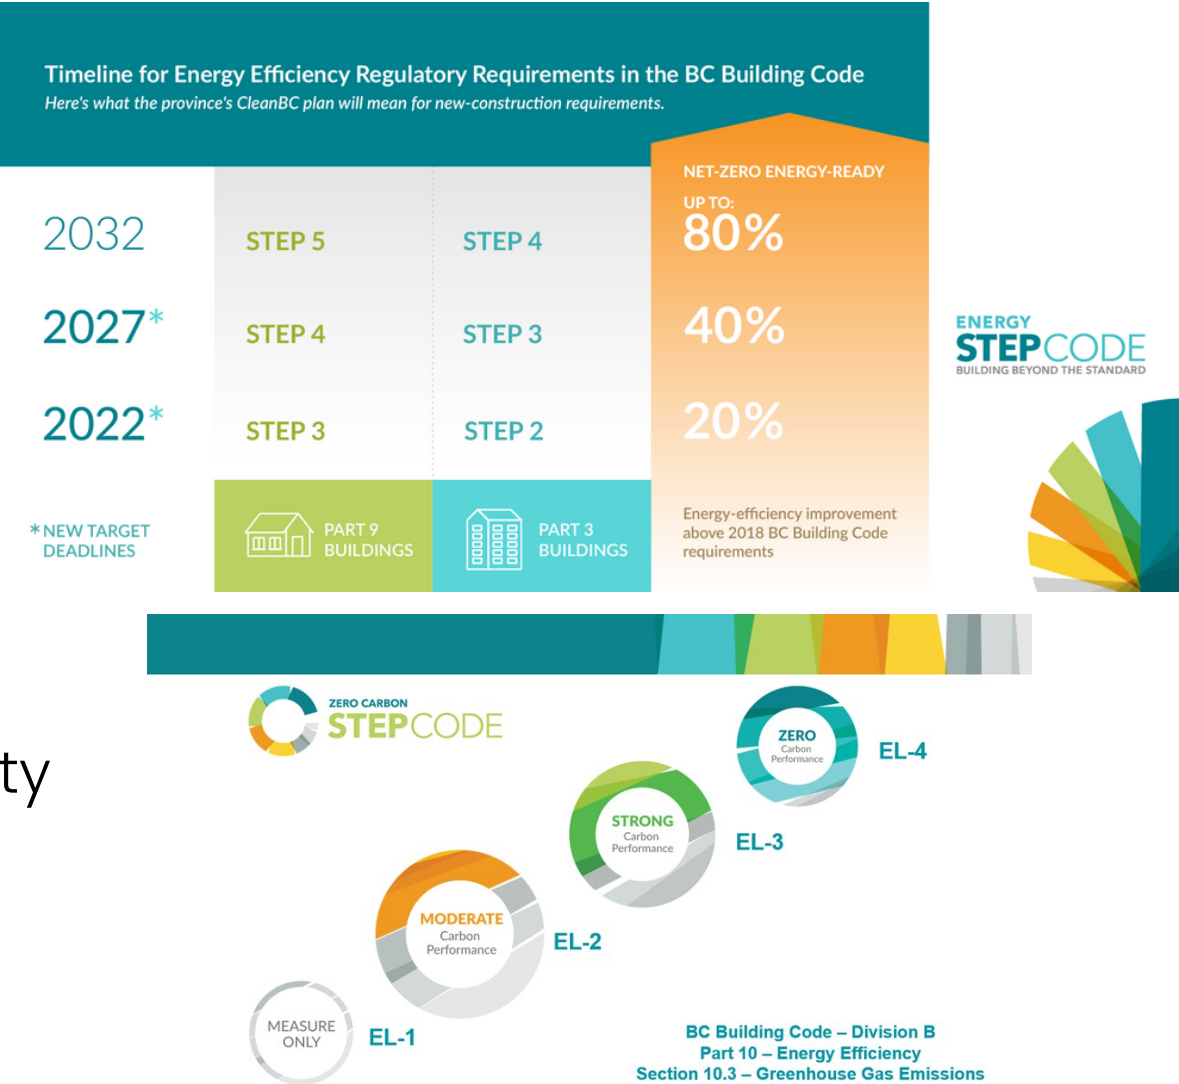 Timeline for Energy Efficiency Regulatory Requirements in the BC Building Code
Here's what the province's CleanBC plan will mean for new-construction requirements.
NET-ZERO ENERGY-READY
UP TO:
2032 STEP 5 STEP 4 80%
2027* STEP 4 STEP 3 40%
2022* STEP 3 STEP 2 20%
*NEW TARGET
DEADLINES
PART 9
BUILDINGS
PART 3
BUILDINGS
Energy-efficiency improvement
above 2018 BC Building Code
requirements
ENERGY
STEPCODE
BUILDING BEYOND THE STANDARD
ZERO CARBON
STEPCODE
ty
ZERO
Carbon
Performance
EL-4
STRONG
Carbon
Performance
EL-3
MODERATE
Carbon
Performance
EL-2
MEASURE
ONLY
EL-1
BC Building Code – Division B
Part 10 – Energy Efficiency
Section 10.3 – Greenhouse Gas Emissions